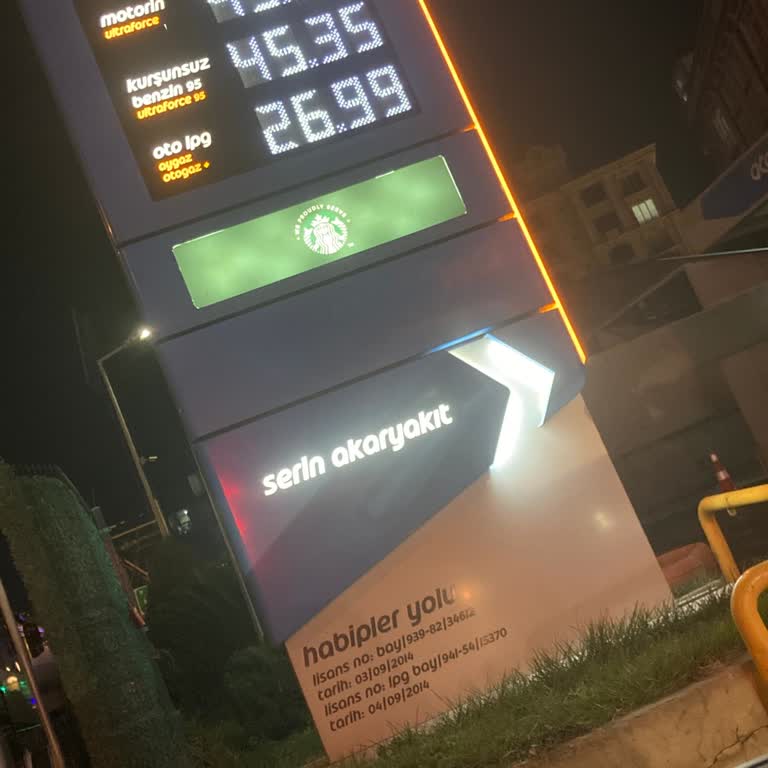 motorin
ultraforce
kurşunsuz
benzin 95
ultraforce 95
45.35
oto lpg
aygaz
otogaz +
26.99
WE PROUDLY SERVE
serin akaryakıt
habipler yolu
lisans no: bay/939-82/34612
tarih: 03/09/2014
lisans no: lpg bay/941-54/15370
tarih: 04/09/2014